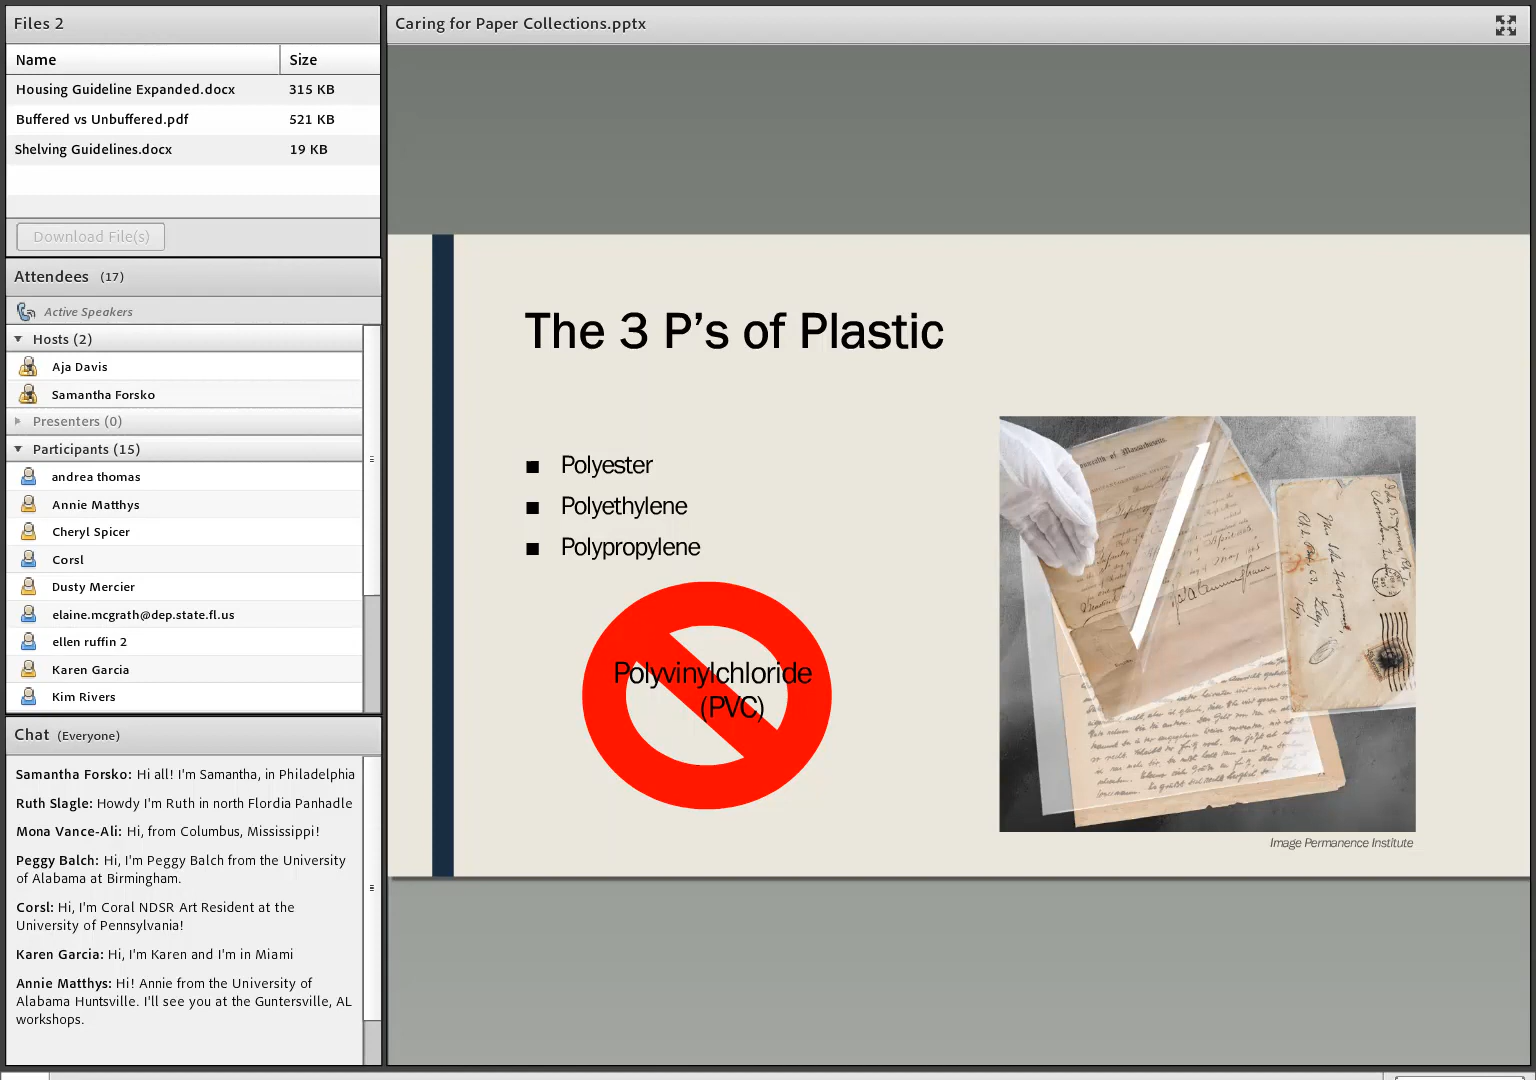 Files 2
Name Size
Housing Guideline Expanded.docx 315 KB
Buffered vs Unbuffered.pdf 521 KB
Shelving Guidelines.docx 19 KB
Download File(s)
Attendees (17)
Active Speakers
Hosts (2)
Aja Davis
Samantha Forsko
Presenters (0)
Participants (15)
andrea thomas
Annie Matthys
Cheryl Spicer
Corsl
Dusty Mercier
elaine.mcgrath@dep.state.fl.us
ellen ruffin 2
Karen Garcia
Kim Rivers
Chat (Everyone)
Samantha Forsko: Hi all! I'm Samantha, in Philadelphia
Ruth Slagle: Howdy I'm Ruth in north Flordia Panhadle
Mona Vance-Ali: Hi, from Columbus, Mississippi!
Peggy Balch: Hi, I'm Peggy Balch from the University
of Alabama at Birmingham.
Corsl: Hi, I'm Coral NDSR Art Resident at the
University of Pennsylvania!
Karen Garcia: Hi, I'm Karen and I'm in Miami
Annie Matthys: Hi! Annie from the University of
Alabama Huntsville. I'll see you at the Guntersville, AL
workshops.
Caring for Paper Collections.pptx
The 3 P's of Plastic
■ Polyester
■ Polyethylene
■ Polypropylene
Polyvinylchloride
(PVC)
of Massachusetts.
Image Permanence Institute